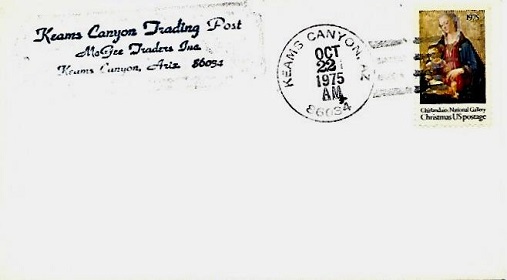 Keams Canyon Trading Post
McGee Traders Inc.
Keams Canyon, Ariz. 86034
KEAMS CANYON, AZ
OCT
22
1975
AM
86034
1975
Ghirlandaio: National Gallery
Christmas US postage